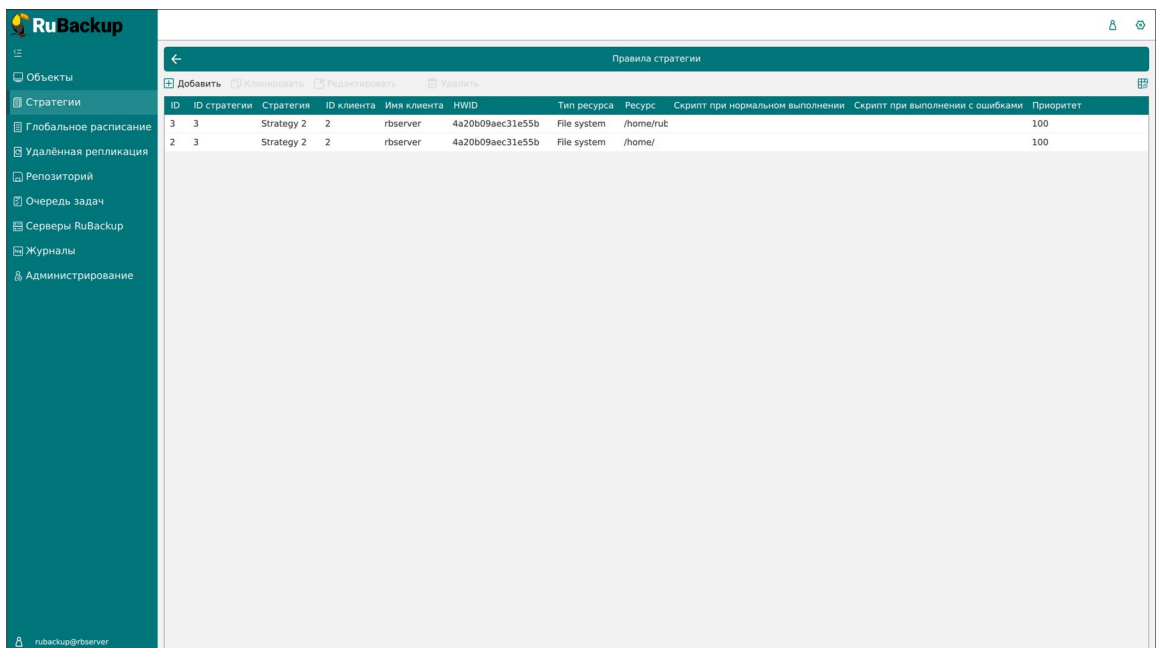 RuBackup
Объекты
Стратегии
Глобальное расписание
Удалённая репликация
Репозиторий
Очередь задач
Серверы RuBackup
Журналы
Администрирование
rubackup@rbserver
Правила стратегии
Добавить Клонировать Редактировать Удалить
ID ID стратегии Стратегия ID клиента Имя клиента HWID Тип ресурса Ресурс Скрипт при нормальном выполнении Скрипт при выполнении с ошибками Приоритет
3 3 Strategy 2 2 rbserver 4a20b09aec31e55b File system /home/rub 100
2 3 Strategy 2 2 rbserver 4a20b09aec31e55b File system /home/ 100